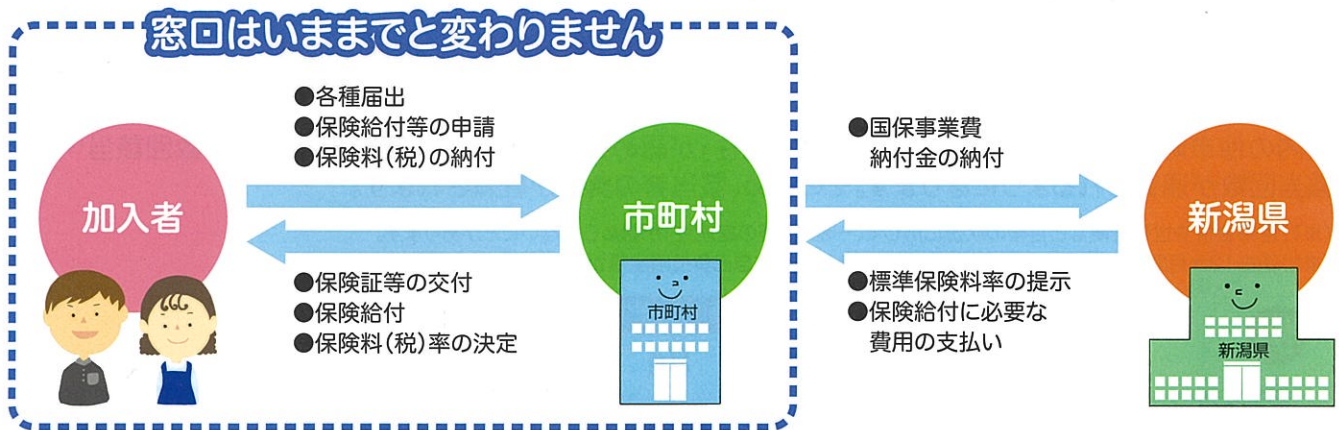 窓口はいままでと変わりません
●各種届出
●保険給付等の申請
●保険料(税)の納付
●国保事業費
納付金の納付
加入者
市町村
新潟県
●保険証等の交付
●保険給付
●保険料(税)率の決定
●標準保険料率の提示
●保険給付に必要な
費用の支払い
市町村
新潟県